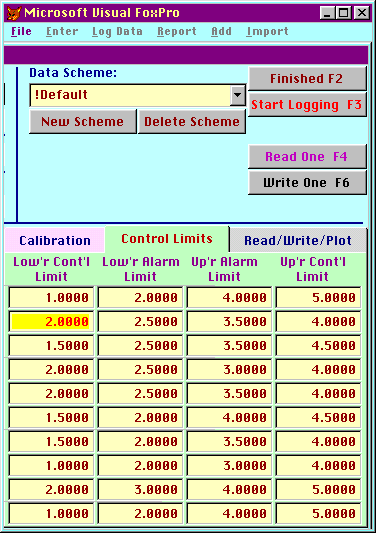 Microsoft Visual FoxPro
File Enter Log Data Report Add Import
Data Scheme:
Finished F2
!Default
Start Logging F3
New Scheme Delete Scheme
Read One F4
Write One F6
Calibration Control Limits Read/Write/Plot
Low'r Cont'l Low'r Alarm Up'r Alarm Up'r Cont'l
Limit Limit Limit Limit
1.0000 2.0000 4.0000 5.0000
2.0000 2.5000 3.5000 4.0000
1.5000 2.5000 3.5000 4.5000
2.0000 2.5000 3.0000 4.0000
2.0000 2.5000 3.5000 4.0000
1.5000 2.0000 4.0000 4.5000
1.5000 2.0000 3.5000 4.0000
1.0000 2.0000 3.0000 4.0000
2.0000 3.0000 4.0000 5.0000
1.0000 2.0000 4.0000 5.0000